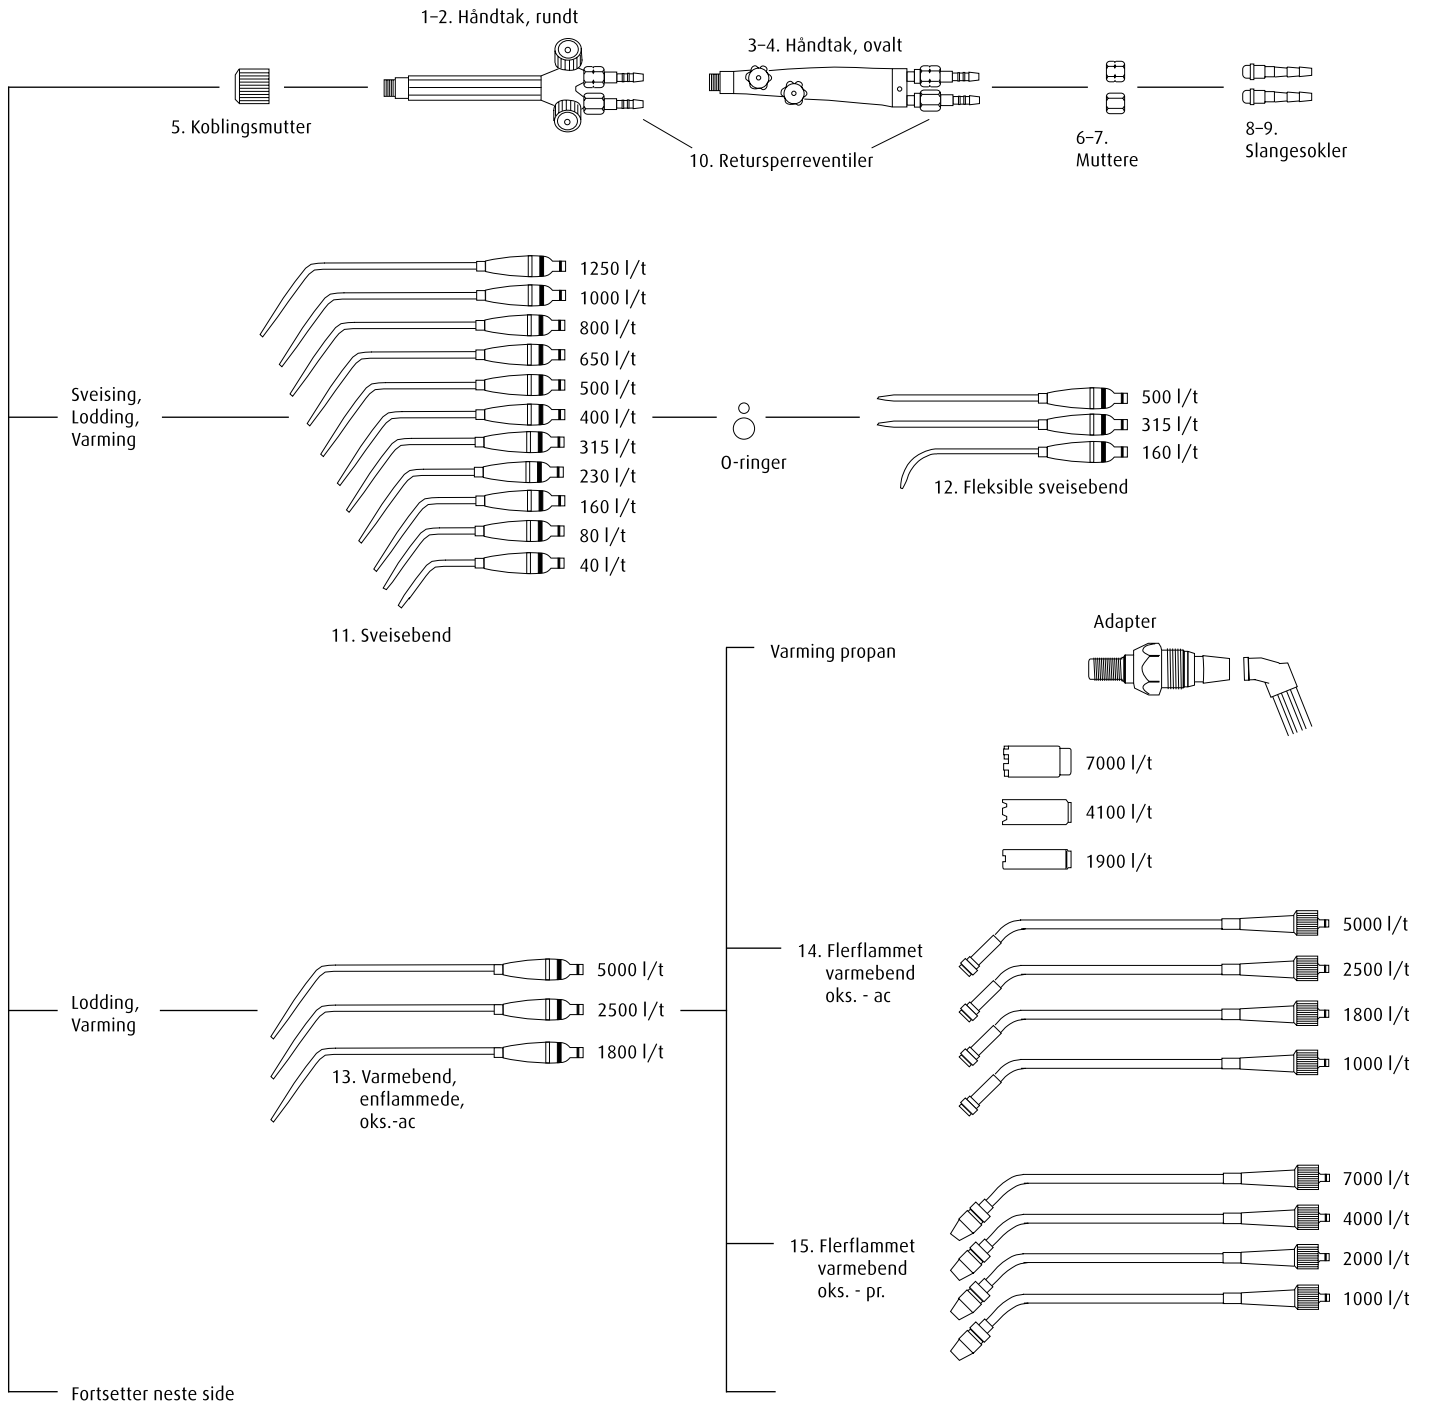 1–2. Håndtak, rundt
3–4. Håndtak, ovalt
5. Koblingsmutter
10. Retursperreventiler
6–7.
Muttere
8–9.
Slangesokler
Sveising,
Lodding,
Varming
1250 l/t
1000 l/t
800 l/t
650 l/t
500 l/t
400 l/t
315 l/t
230 l/t
160 l/t
80 l/t
40 l/t
11. Sveisebend
O-ringer
500 l/t
315 l/t
160 l/t
12. Fleksible sveisebend
Lodding,
Varming
5000 l/t
2500 l/t
1800 l/t
13. Varmebend,
enflammede,
oks.-ac
Varming propan
Adapter
7000 l/t
4100 l/t
1900 l/t
14. Flerflammet
varmebend
oks. - ac
5000 l/t
2500 l/t
1800 l/t
1000 l/t
15. Flerflammet
varmebend
oks. - pr.
7000 l/t
4000 l/t
2000 l/t
1000 l/t
Fortsetter neste side